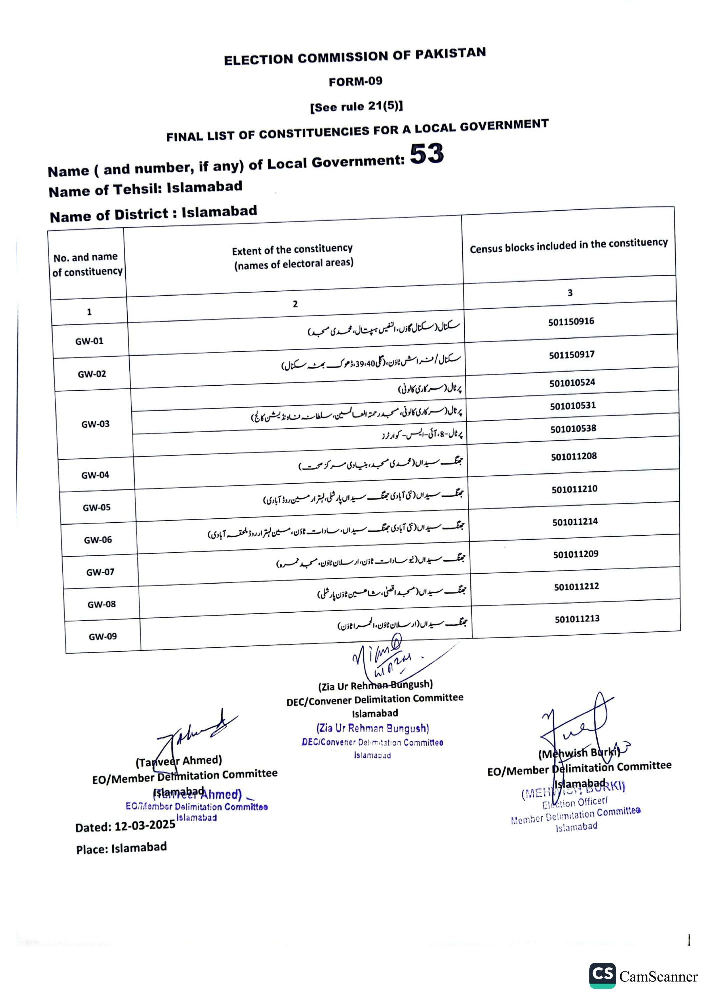 ELECTION COMMISSION OF PAKISTAN
FORM-09
[See rule 21(5)]
FINAL LIST OF CONSTITUENCIES FOR A LOCAL GOVERNMENT
Name ( and number, if any) of Local Government: 53
Name of Tehsil: Islamabad
Name of District : Islamabad
No. and name of constituency | Extent of the constituency (names of electoral areas) | Census blocks included in the constituency
1 | 2 | 3
GW-01 | سکنال(سکنال گاؤں،النفیس ہسپتال،محمدی مسجد) | 501150916
GW-02 | سکنال/فراش ٹاؤن،(گلی39،40،ڈھوک بھٹہ سکنال) | 501150917
GW-03 | پرٹال(سرکاری کالونی) | 501010524
پرٹال(سرکاری کالونی،مسجد رحمتہ العالمین،سلطانہ فاونڈیشن کالج) | 501010531
پرٹال-8،آئی-ایس-کوارٹرز | 501010538
GW-04 | جھنگ سیداں(محمدی مسجد،بنیادی مرکز صحت) | 501011208
GW-05 | جھنگ سیداں(نئی آبادی جھنگ سیداں پارشلی،لہترار مین روڈ آبادی) | 501011210
GW-06 | جھنگ سیداں(نئی آبادی جھنگ سیداں،سادات ٹاؤن،مین لہترار روڈ ملحقہ آبادی) | 501011214
GW-07 | جھنگ سیداں(نیو سادات ٹاؤن،ارسلان ٹاؤن،مسجد نمرہ) | 501011209
GW-08 | جھنگ سیداں(مسجد اقصیٰ،شاھین ٹاؤن پارشلی) | 501011212
GW-09 | جھنگ سیداں(ارسلان ٹاؤن،الحمرا ٹاؤن) | 501011213
(Zia Ur Rehman Bungush)
DEC/Convener Delimitation Committee
Islamabad
(Zia Ur Rehman Bungush)
DEC/Convener Delimitation Committee
Islamabad
(Tanveer Ahmed)
EO/Member Delimitation Committee
Islamabad
(Tanveer Ahmed)
EO/Member Delimitation Committee
Islamabad
(Mehwish Burki)
EO/Member Delimitation Committee
Islamabad
(MEHWISH BURKI)
Election Officer/
Member Delimitation Committee
Islamabad
Dated: 12-03-2025
Place: Islamabad
CS CamScanner